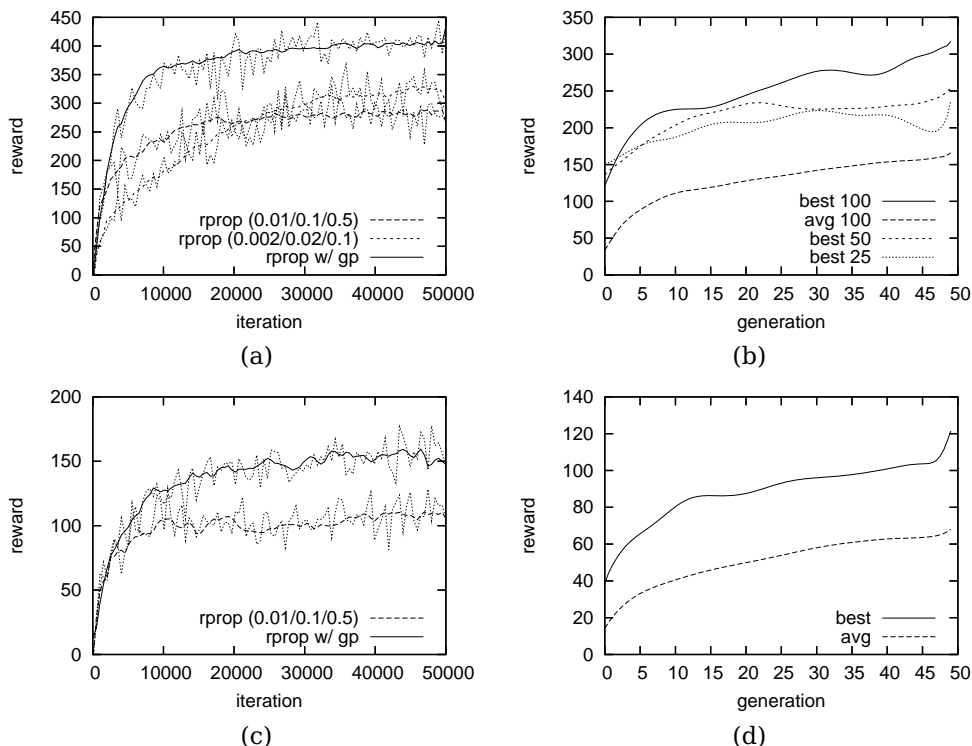 450
400
350
300
250
200
150
100
50
0
reward
rprop (0.01/0.1/0.5)
rprop (0.002/0.02/0.1)
rprop w/ gp
0 10000 20000 30000 40000 50000
iteration
(a)
350
300
250
200
150
100
50
0
reward
best 100
avg 100
best 50
best 25
0 5 10 15 20 25 30 35 40 45 50
generation
(b)
200
150
100
50
0
reward
rprop (0.01/0.1/0.5)
rprop w/ gp
0 10000 20000 30000 40000 50000
iteration
(c)
140
120
100
80
60
40
20
0
reward
best
avg
0 5 10 15 20 25 30 35 40 45 50
generation
(d)